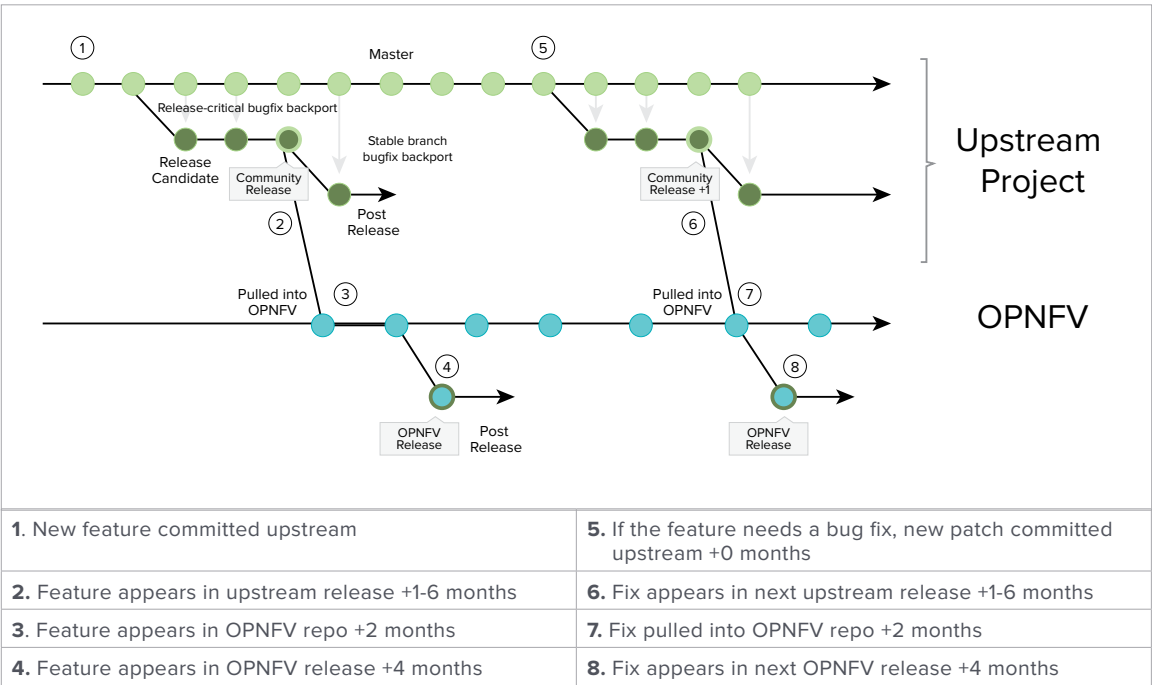 1
5
Master
Release-critical bugfix backport
Stable branch
bugfix backport
Release
Candidate
Community
Release
Community
Release +1
Upstream
Project
2
Post
Release
6
Pulled into
OPNFV
3
Pulled into
OPNFV
7
OPNFV
4
8
OPNFV
Release
Post
Release
OPNFV
Release
1. New feature committed upstream
5. If the feature needs a bug fix, new patch committed
upstream +0 months
2. Feature appears in upstream release +1-6 months
6. Fix appears in next upstream release +1-6 months
3. Feature appears in OPNFV repo +2 months
7. Fix pulled into OPNFV repo +2 months
4. Feature appears in OPNFV release +4 months
8. Fix appears in next OPNFV release +4 months